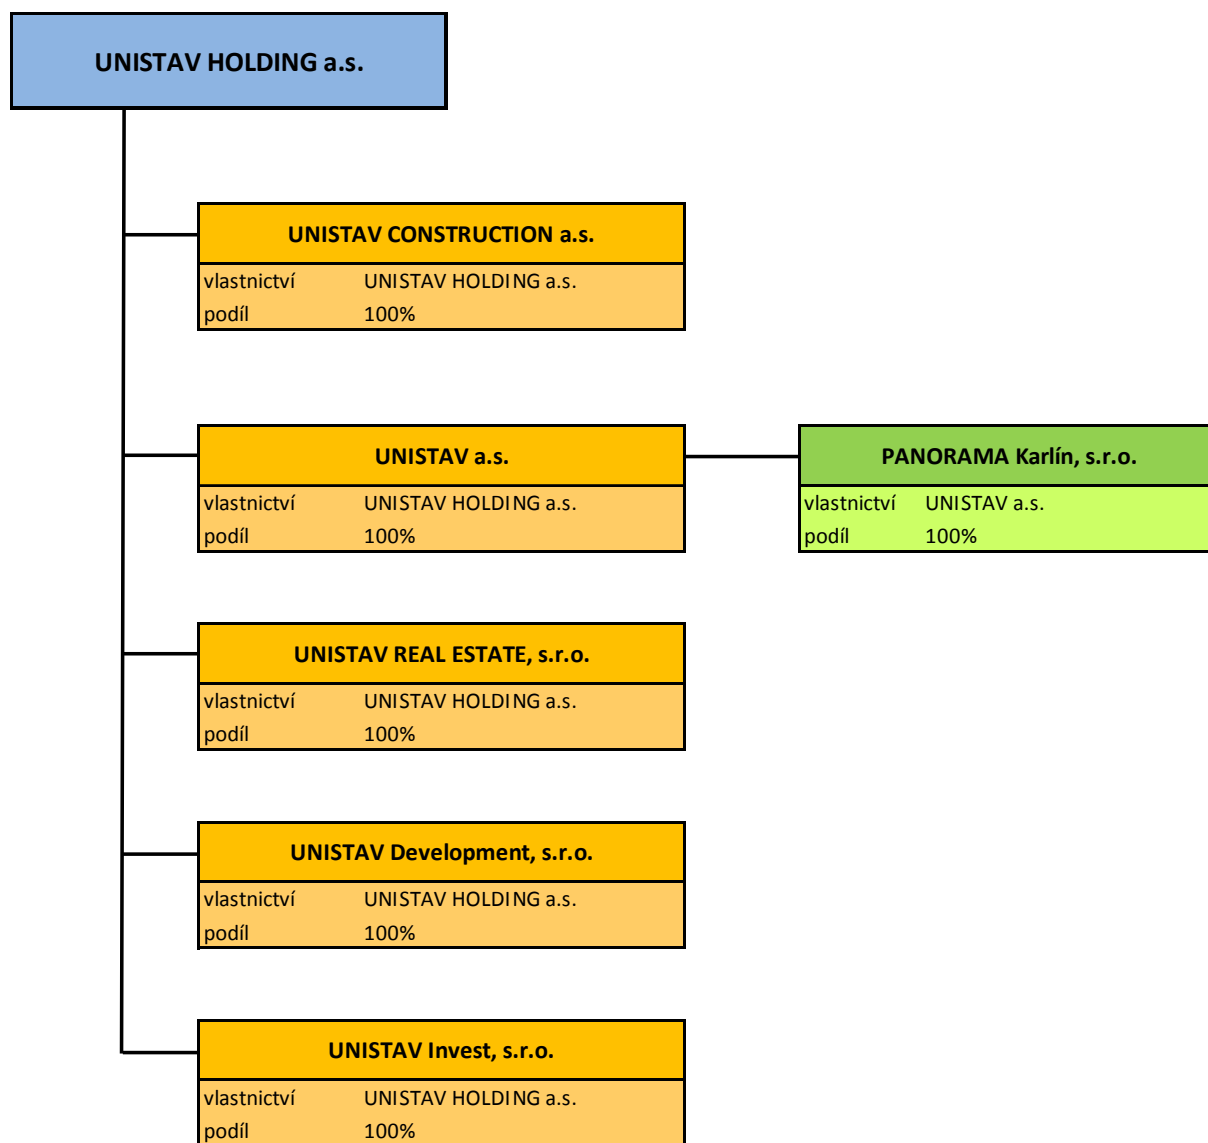 UNISTAV HOLDING a.s.
UNISTAV CONSTRUCTION a.s.
vlastnictví UNISTAV HOLDING a.s.
podíl 100%
UNISTAV a.s.
vlastnictví UNISTAV HOLDING a.s.
podíl 100%
PANORAMA Karlín, s.r.o.
vlastnictví UNISTAV a.s.
podíl 100%
UNISTAV REAL ESTATE, s.r.o.
vlastnictví UNISTAV HOLDING a.s.
podíl 100%
UNISTAV Development, s.r.o.
vlastnictví UNISTAV HOLDING a.s.
podíl 100%
UNISTAV Invest, s.r.o.
vlastnictví UNISTAV HOLDING a.s.
podíl 100%